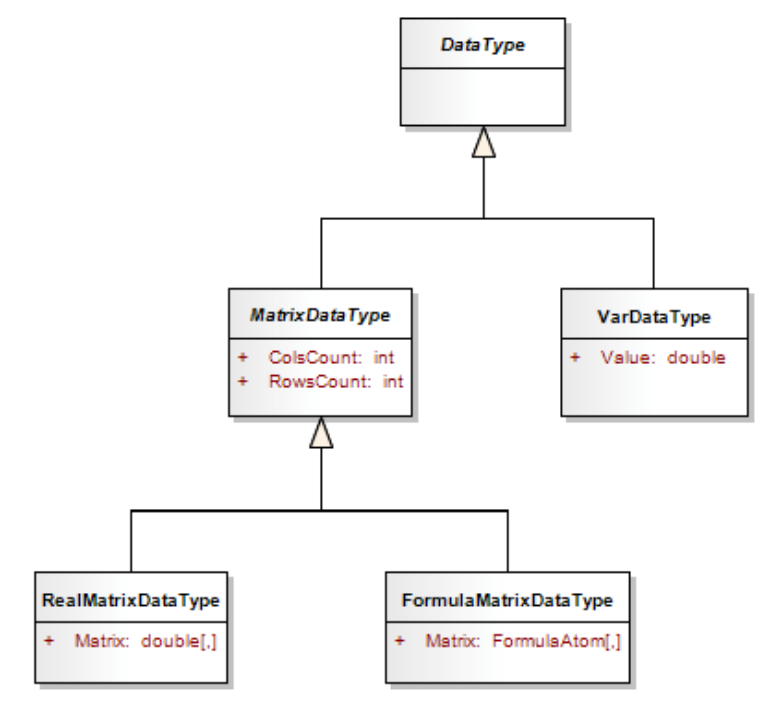 DataType
MatrixDataType
+ ColsCount: int
+ RowsCount: int
VarDataType
+ Value: double
RealMatrixDataType
+ Matrix: double[,]
FormulaMatrixDataType
+ Matrix: FormulaAtom[,]